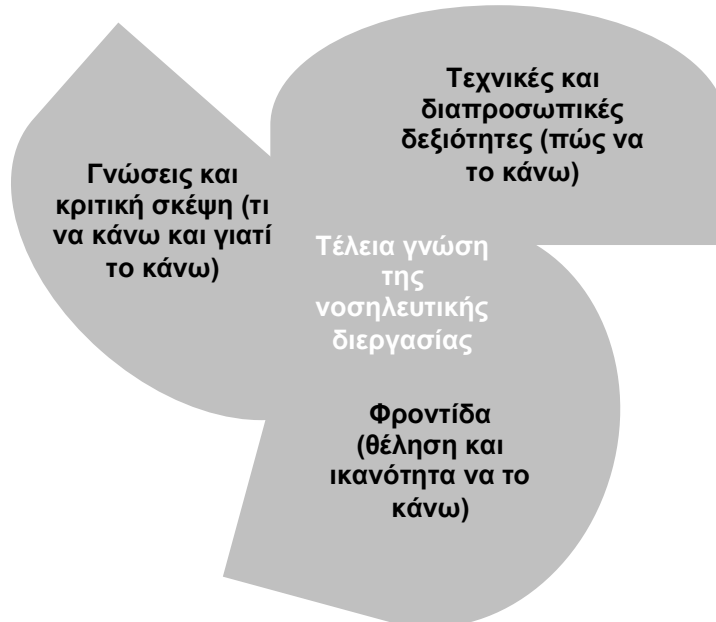 Τεχνικές και
διαπροσωπικές
δεξιότητες (πώς να
το κάνω)
Γνώσεις και
κριτική σκέψη (τι
να κάνω και γιατί
το κάνω)
Τέλεια γνώση
της
νοσηλευτικής
διεργασίας
Φροντίδα
(θέληση και
ικανότητα να το
κάνω)